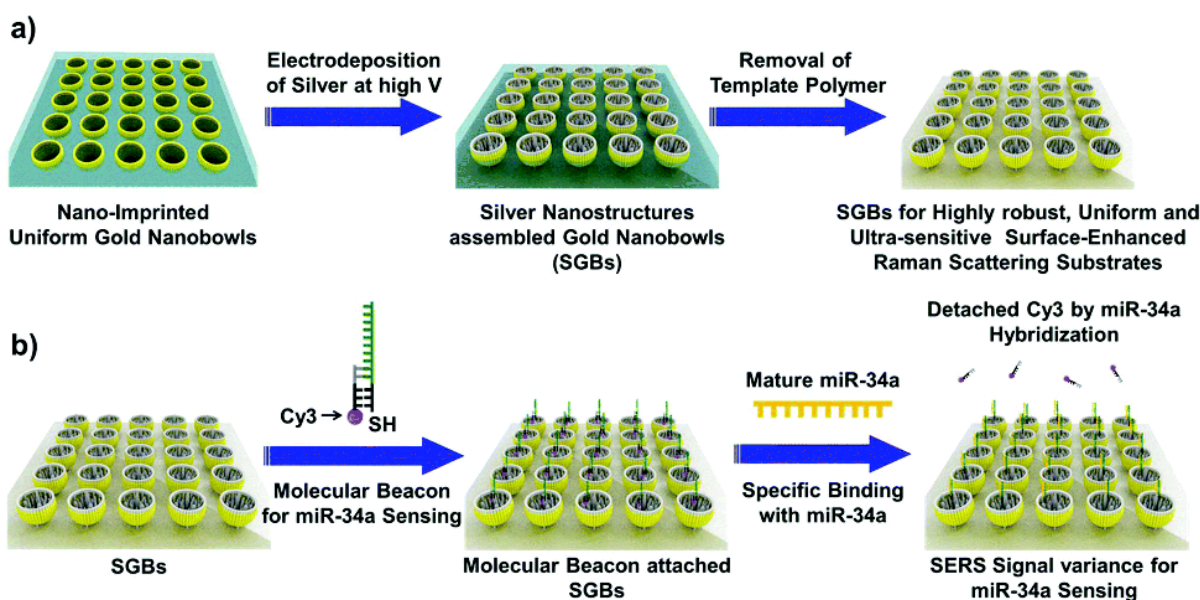 a)
Electrodeposition
of Silver at high V
Removal of
Template Polymer
Nano-Imprinted
Uniform Gold Nanobowls
Silver Nanostructures
assembled Gold Nanobowls
(SGBs)
SGBs for Highly robust, Uniform and
Ultra-sensitive Surface-Enhanced
Raman Scattering Substrates
b)
Cy3
SH
Molecular Beacon
for miR-34a Sensing
Mature miR-34a
Specific Binding
with miR-34a
Detached Cy3 by miR-34a
Hybridization
SGBs
Molecular Beacon attached
SGBs
SERS Signal variance for
miR-34a Sensing